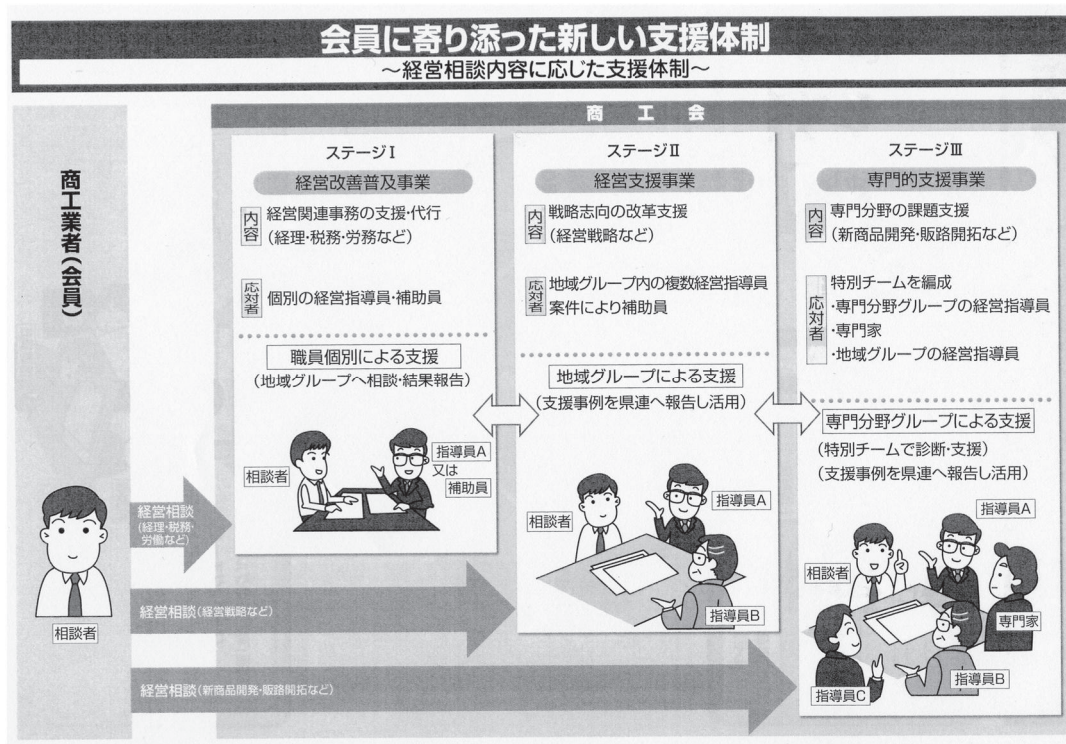 会員に寄り添った新しい支援体制
～経営相談内容に応じた支援体制～
商工業者（会員）
相談者
商工会
ステージⅠ
経営改善普及事業
内容
経営関連事務の支援・代行
（経理・税務・労務など）
応対者
個別の経営指導員・補助員
職員個別による支援
（地域グループへ相談・結果報告）
相談者
指導員A
又は
補助員
ステージⅡ
経営支援事業
内容
戦略志向の改革支援
（経営戦略など）
応対者
地域グループ内の複数経営指導員
案件により補助員
地域グループによる支援
（支援事例を県連へ報告し活用）
相談者
指導員A
指導員B
ステージⅢ
専門的支援事業
内容
専門分野の課題支援
（新商品開発・販路開拓など）
応対者
特別チームを編成
・専門分野グループの経営指導員
・専門家
・地域グループの経営指導員
専門分野グループによる支援
（特別チームで診断・支援）
（支援事例を県連へ報告し活用）
指導員A
相談者
専門家
指導員B
指導員C
経営相談
（経理・税務・
労働など）
経営相談（経営戦略など）
経営相談（新商品開発・販路開拓など）